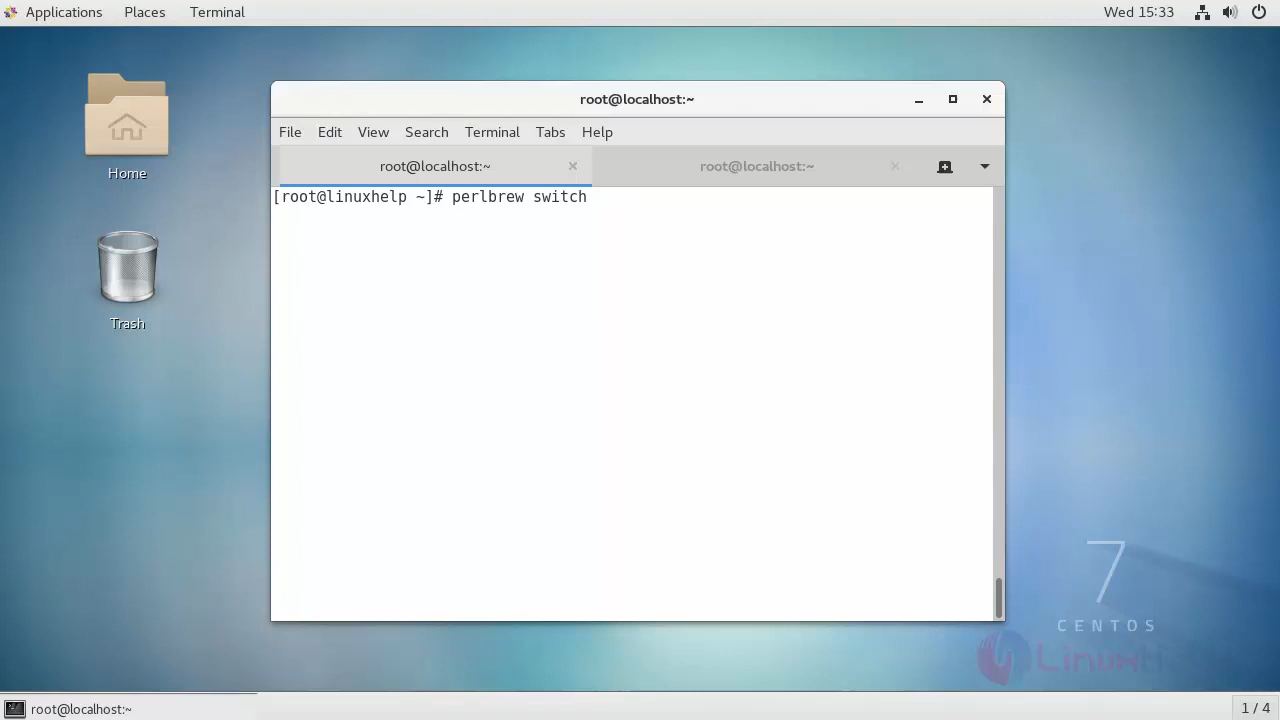 Applications Places Terminal Wed 15:33
Home
Trash
root@localhost:~
File Edit View Search Terminal Tabs Help
root@localhost:~ root@localhost:~
[root@linuxhelp ~]# perlbrew switch
7
CENTOS
root@localhost:~ 1 / 4